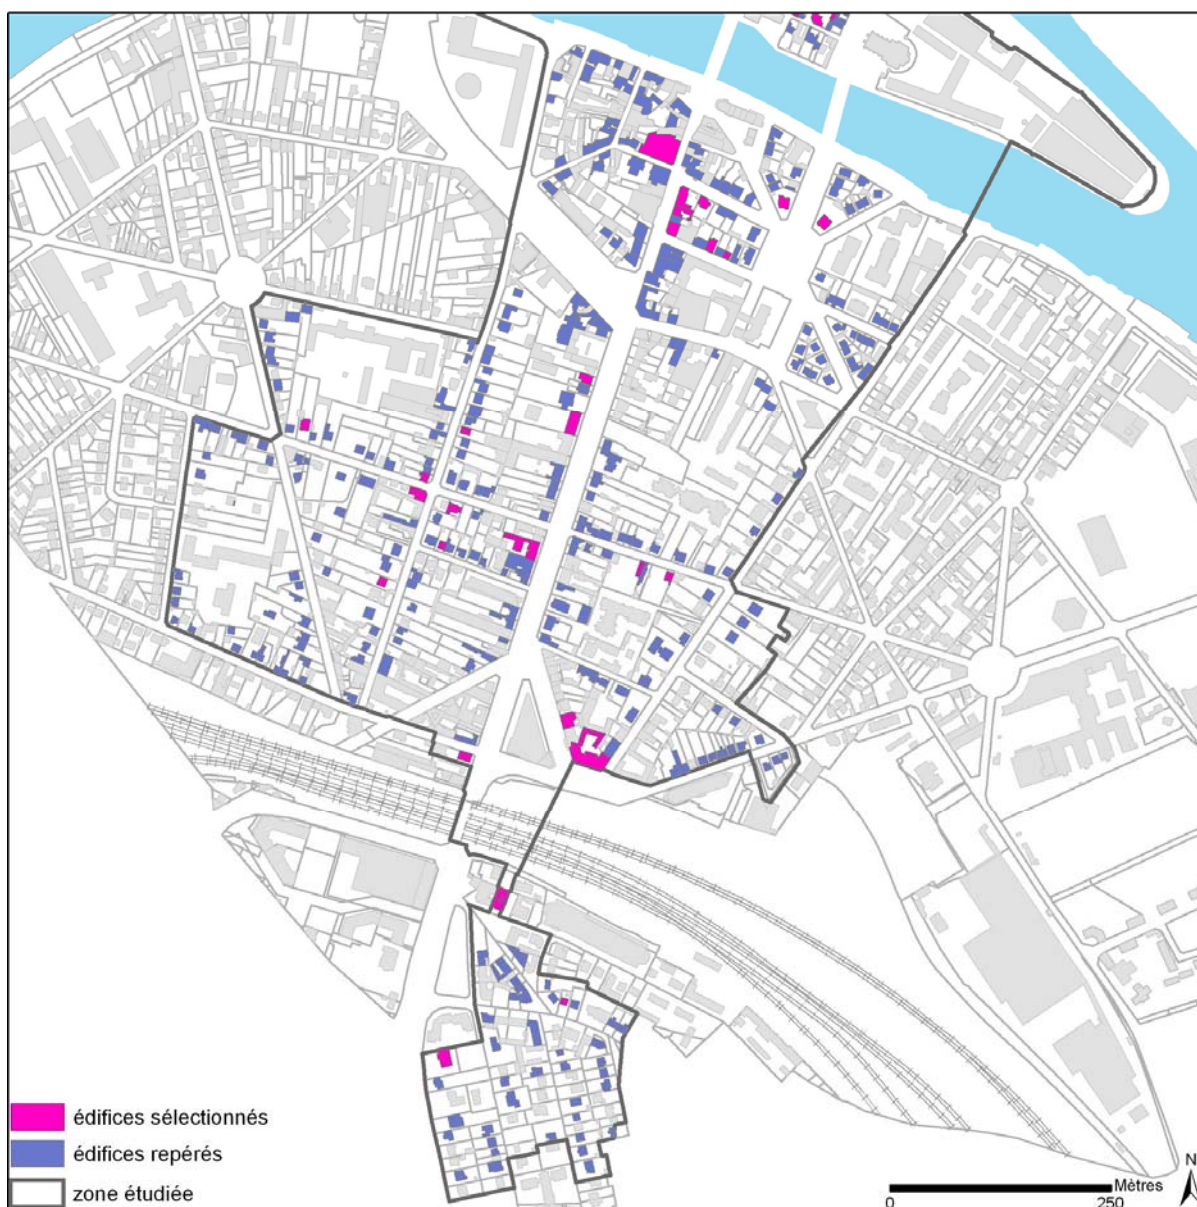 édifices sélectionnés
édifices repérés
zone étudiée
Mètres
0 250
N